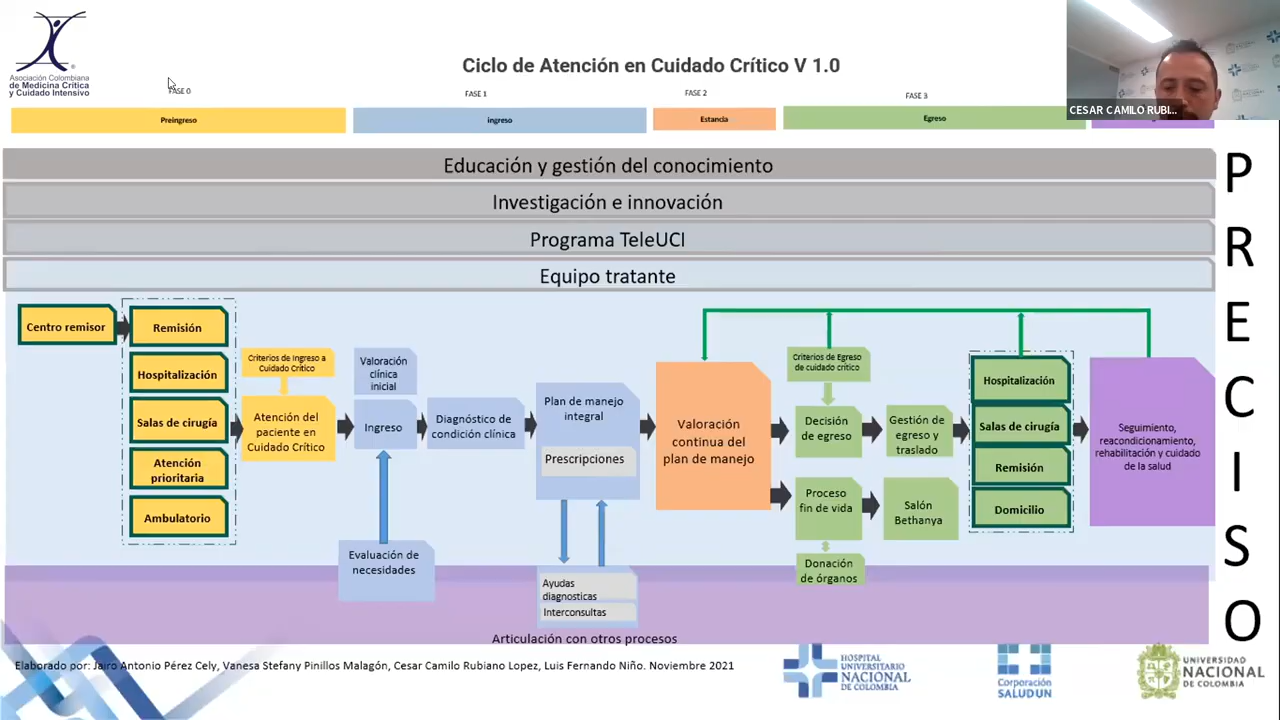 Asociación Colombiana
de Medicina Crítica
y Cuidado Intensivo
Ciclo de Atención en Cuidado Crítico V 1.0
CESAR CAMILO RUBI...
FASE 0
FASE 1
FASE 2
FASE 3
Preingreso
ingreso
Estancia
Egreso
Educación y gestión del conocimiento
Investigación e innovación
Programa TeleUCI
Equipo tratante
PRECISO
Centro remisor
Remisión
Hospitalización
Salas de cirugía
Atención
prioritaria
Ambulatorio
Criterios de Ingreso a
Cuidado Crítico
Atención del
paciente en
Cuidado Crítico
Valoración
clínica
inicial
Ingreso
Evaluación de
necesidades
Diagnóstico de
condición clínica
Plan de manejo
integral
Prescripciones
Ayudas
diagnosticas
Interconsultas
Valoración
continua del
plan de manejo
Criterios de Egreso
de cuidado crítico
Decisión
de egreso
Gestión de
egreso y
traslado
Proceso
fin de vida
Salón
Bethanya
Donación
de órganos
Hospitalización
Salas de cirugía
Remisión
Domicilio
Seguimiento,
reacondicionamiento,
rehabilitación y cuidado
de la salud
Articulación con otros procesos
Elaborado por: Jairo Antonio Pérez Cely, Vanesa Stefany Pinillos Malagón, Cesar Camilo Rubiano Lopez, Luis Fernando Niño. Noviembre 2021
HOSPITAL
UNIVERSITARIO
NACIONAL
DE COLOMBIA
Corporación
SALUDUN
UNIVERSIDAD
NACIONAL
DE COLOMBIA